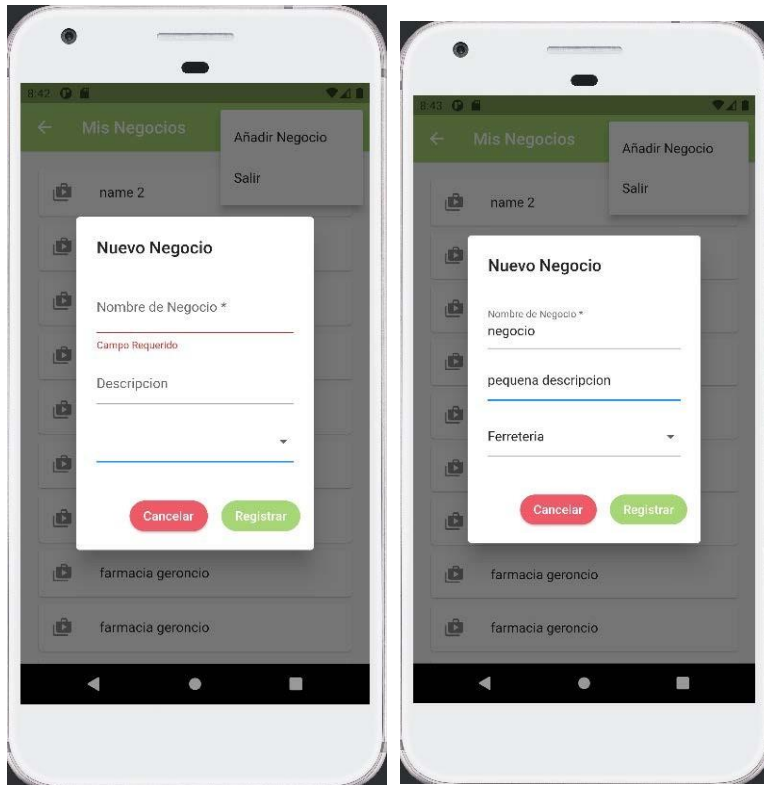 8:42
Mis Negocios
Añadir Negocio
Salir
name 2
Nuevo Negocio
Nombre de Negocio *
Campo Requerido
Descripcion
Cancelar
Registrar
farmacia geroncio
farmacia geroncio
8:43
Mis Negocios
Añadir Negocio
Salir
name 2
Nuevo Negocio
Nombre de Negocio *
negocio
pequena descripcion
Ferreteria
Cancelar
Registrar
farmacia geroncio
farmacia geroncio